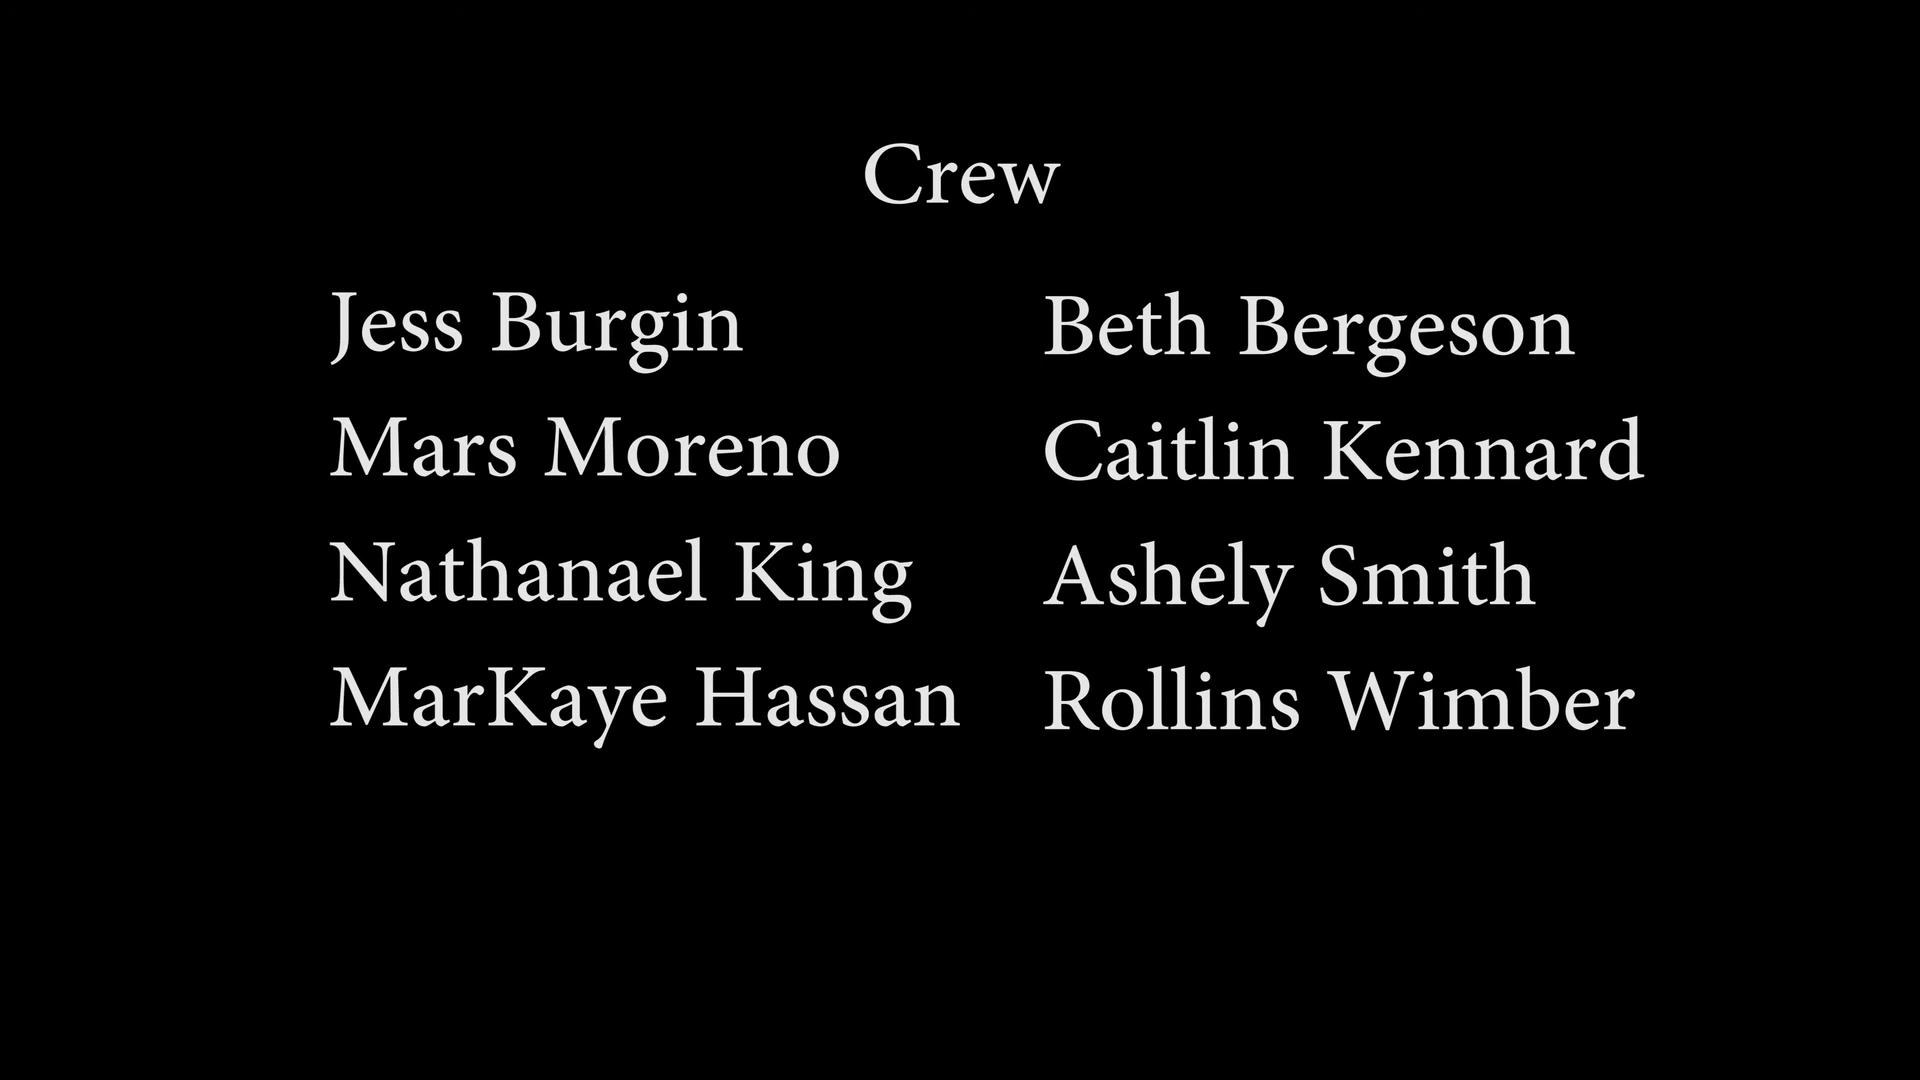 Crew
Jess Burgin
Mars Moreno
Nathanael King
MarKaye Hassan
Beth Bergeson
Caitlin Kennard
Ashely Smith
Rollins Wimber